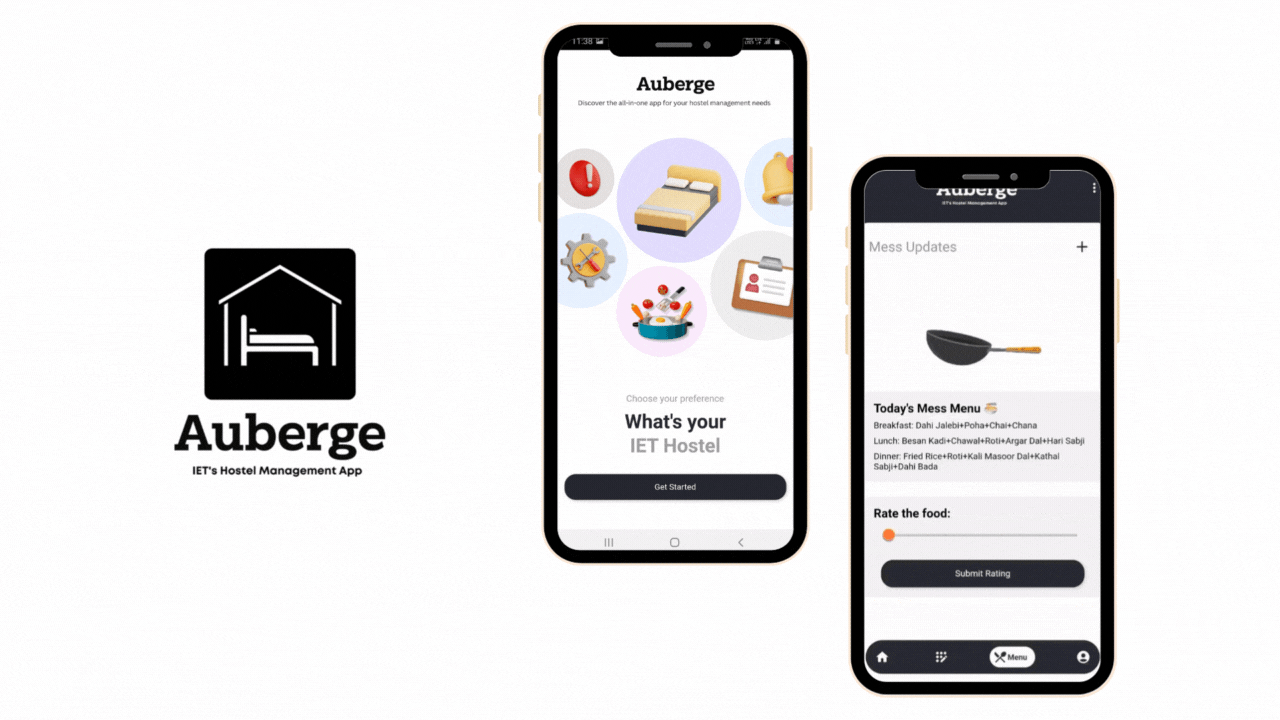 Auberge
IET's Hostel Management App
11:38
Auberge
Discover the all-in-one app for your hostel management needs
Choose your preference
What's your
IET Hostel
Get Started
Auberge
IET's Hostel Management App
Mess Updates
Today's Mess Menu
Breakfast: Dahi Jalebi+Poha+Chai+Chana
Lunch: Besan Kadi+Chawal+Roti+Argar Dal+Hari Sabji
Dinner: Fried Rice+Roti+Kali Masoor Dal+Kathal
Sabji+Dahi Bada
Rate the food:
Submit Rating
Menu